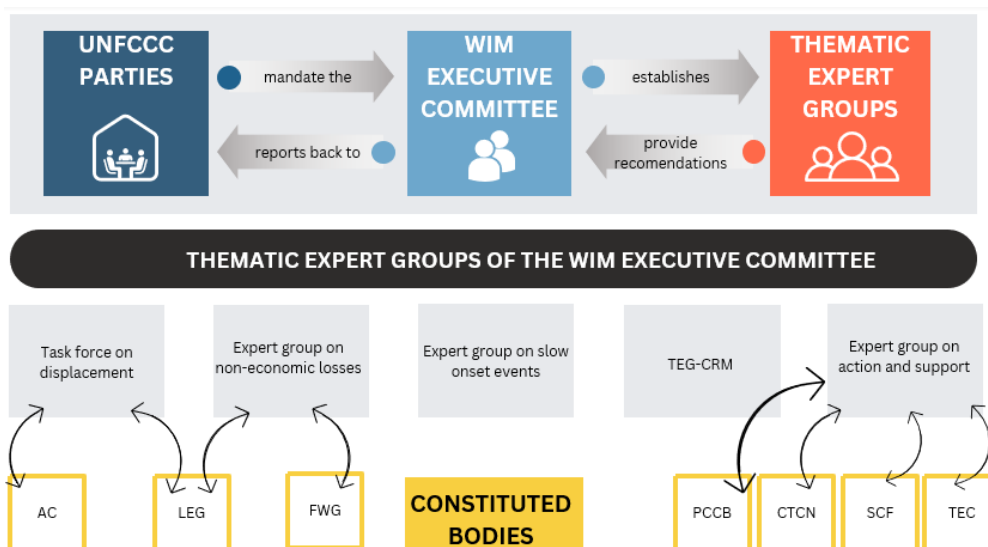 UNFCCC
PARTIES
mandate the
reports back to
WIM
EXECUTIVE
COMMITTEE
establishes
provide
recomendations
THEMATIC
EXPERT
GROUPS
THEMATIC EXPERT GROUPS OF THE WIM EXECUTIVE COMMITTEE
Task force on
displacement
Expert group on
non-economic losses
Expert group on slow
onset events
TEG-CRM
Expert group on
action and support
AC
LEG
FWG
CONSTITUTED
BODIES
PCCB
CTCN
SCF
TEC